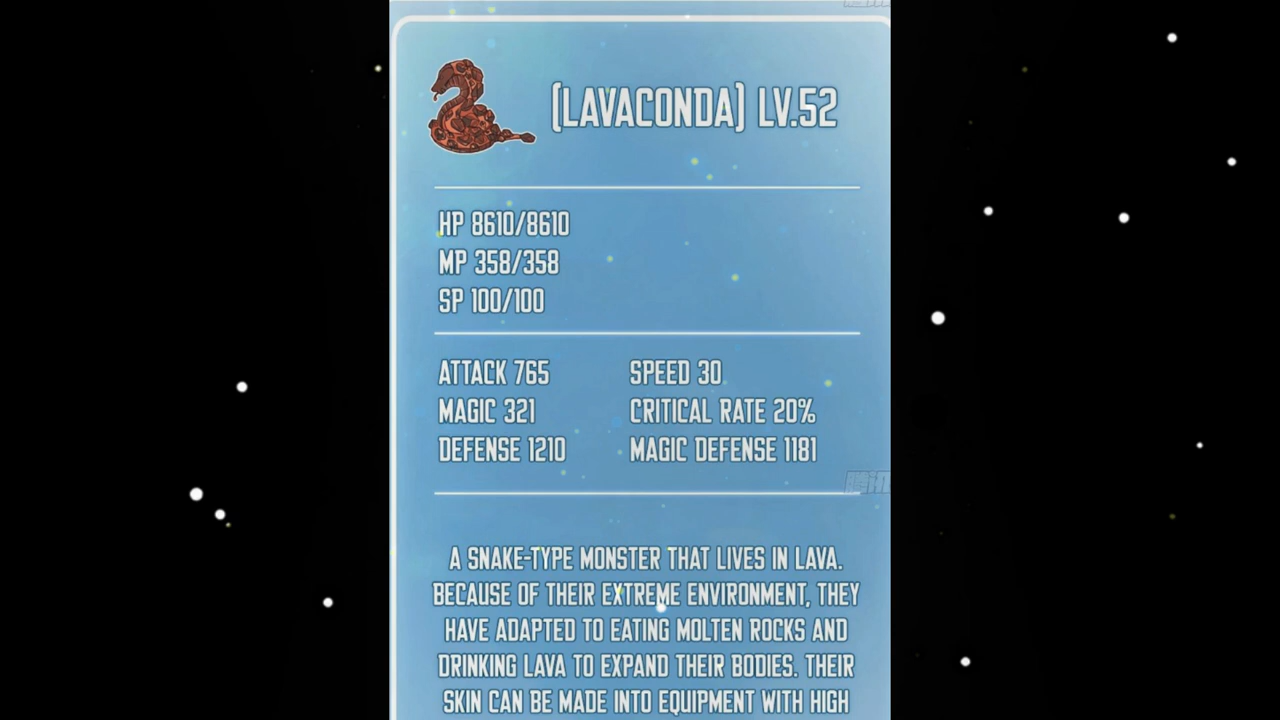 [LAVACONDA] LV.52
HP 8610/8610
MP 358/358
SP 100/100
ATTACK 765 SPEED 30
MAGIC 321 CRITICAL RATE 20%
DEFENSE 1210 MAGIC DEFENSE 1181
A SNAKE-TYPE MONSTER THAT LIVES IN LAVA.
BECAUSE OF THEIR EXTREME ENVIRONMENT, THEY
HAVE ADAPTED TO EATING MOLTEN ROCKS AND
DRINKING LAVA TO EXPAND THEIR BODIES. THEIR
SKIN CAN BE MADE INTO EQUIPMENT WITH HIGH